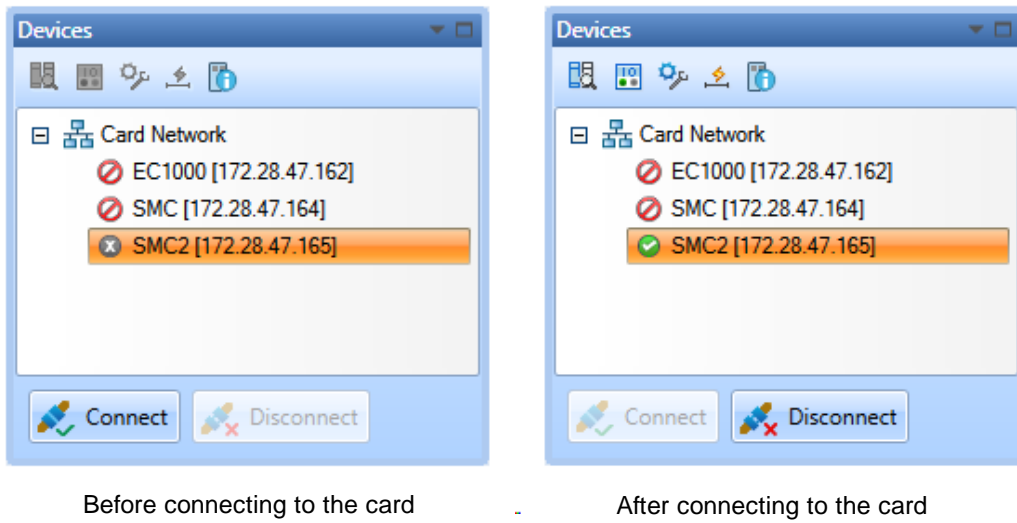 Devices
Card Network
EC1000 [172.28.47.162]
SMC [172.28.47.164]
SMC2 [172.28.47.165]
Connect Disconnect
Before connecting to the card
Devices
Card Network
EC1000 [172.28.47.162]
SMC [172.28.47.164]
SMC2 [172.28.47.165]
Connect Disconnect
After connecting to the card